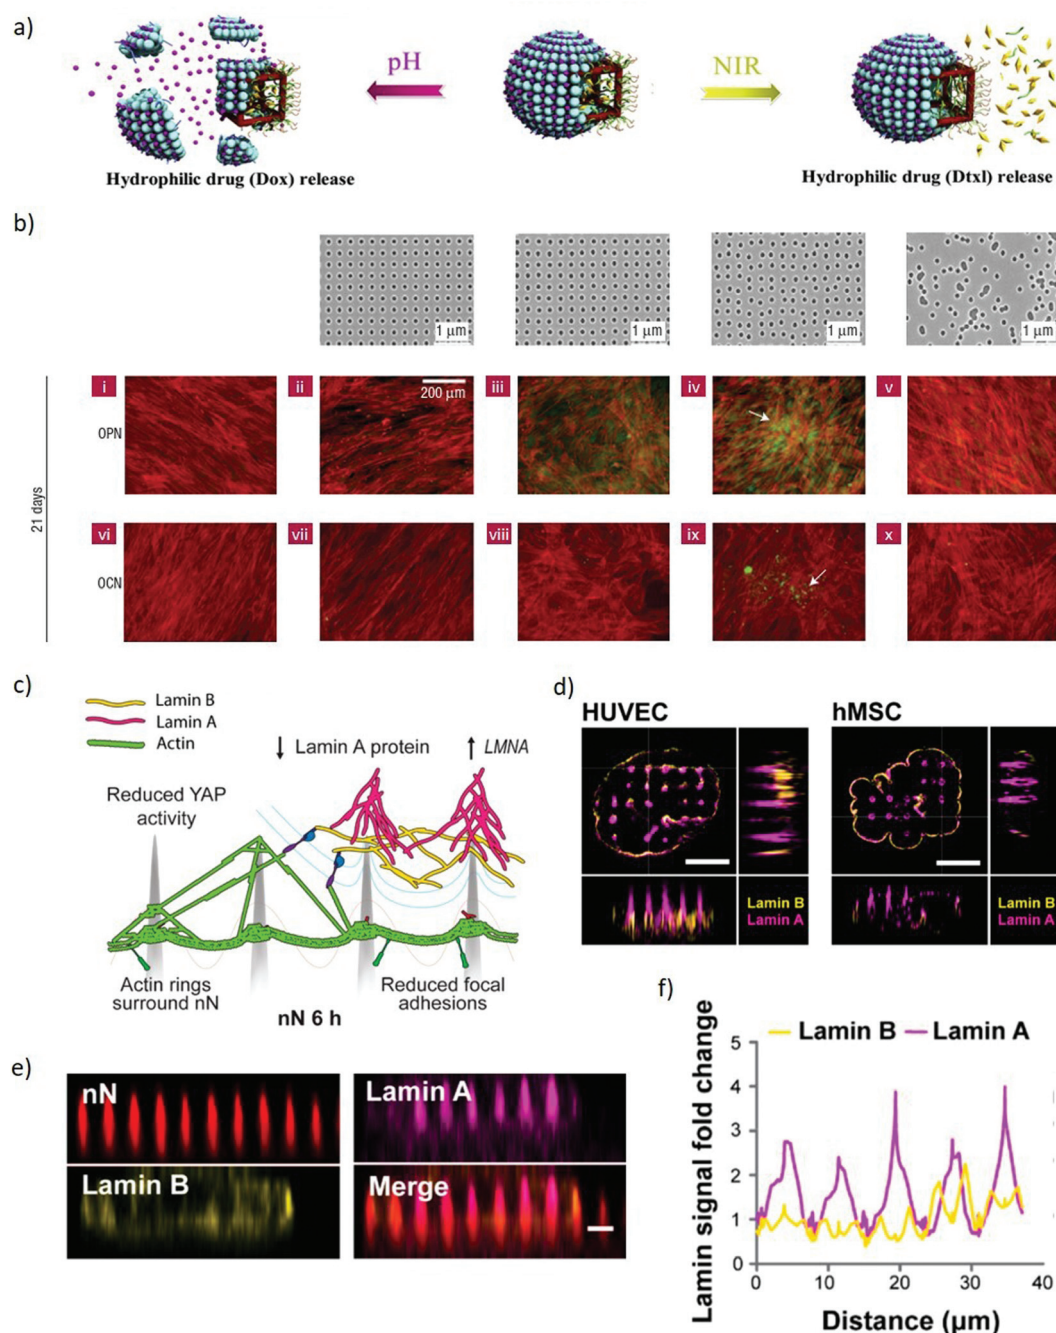 a)
pH
NIR
Hydrophilic drug (Dox) release
Hydrophilic drug (Dtxl) release
b)
1 μm
1 μm
1 μm
1 μm
21 days
OPN
i
ii
200 μm
iii
iv
v
OCN
vi
vii
viii
ix
x
c)
Lamin B
Lamin A
Actin
Lamin A protein
LMNA
Reduced YAP
activity
Actin rings
surround nN
Reduced focal
adhesions
nN 6 h
d)
HUVEC
Lamin B
Lamin A
hMSC
Lamin B
Lamin A
e)
nN
Lamin A
Lamin B
Merge
f)
Lamin signal fold change
Lamin B
Lamin A
5
4
3
2
1
0
0
10
20
30
40
Distance (μm)